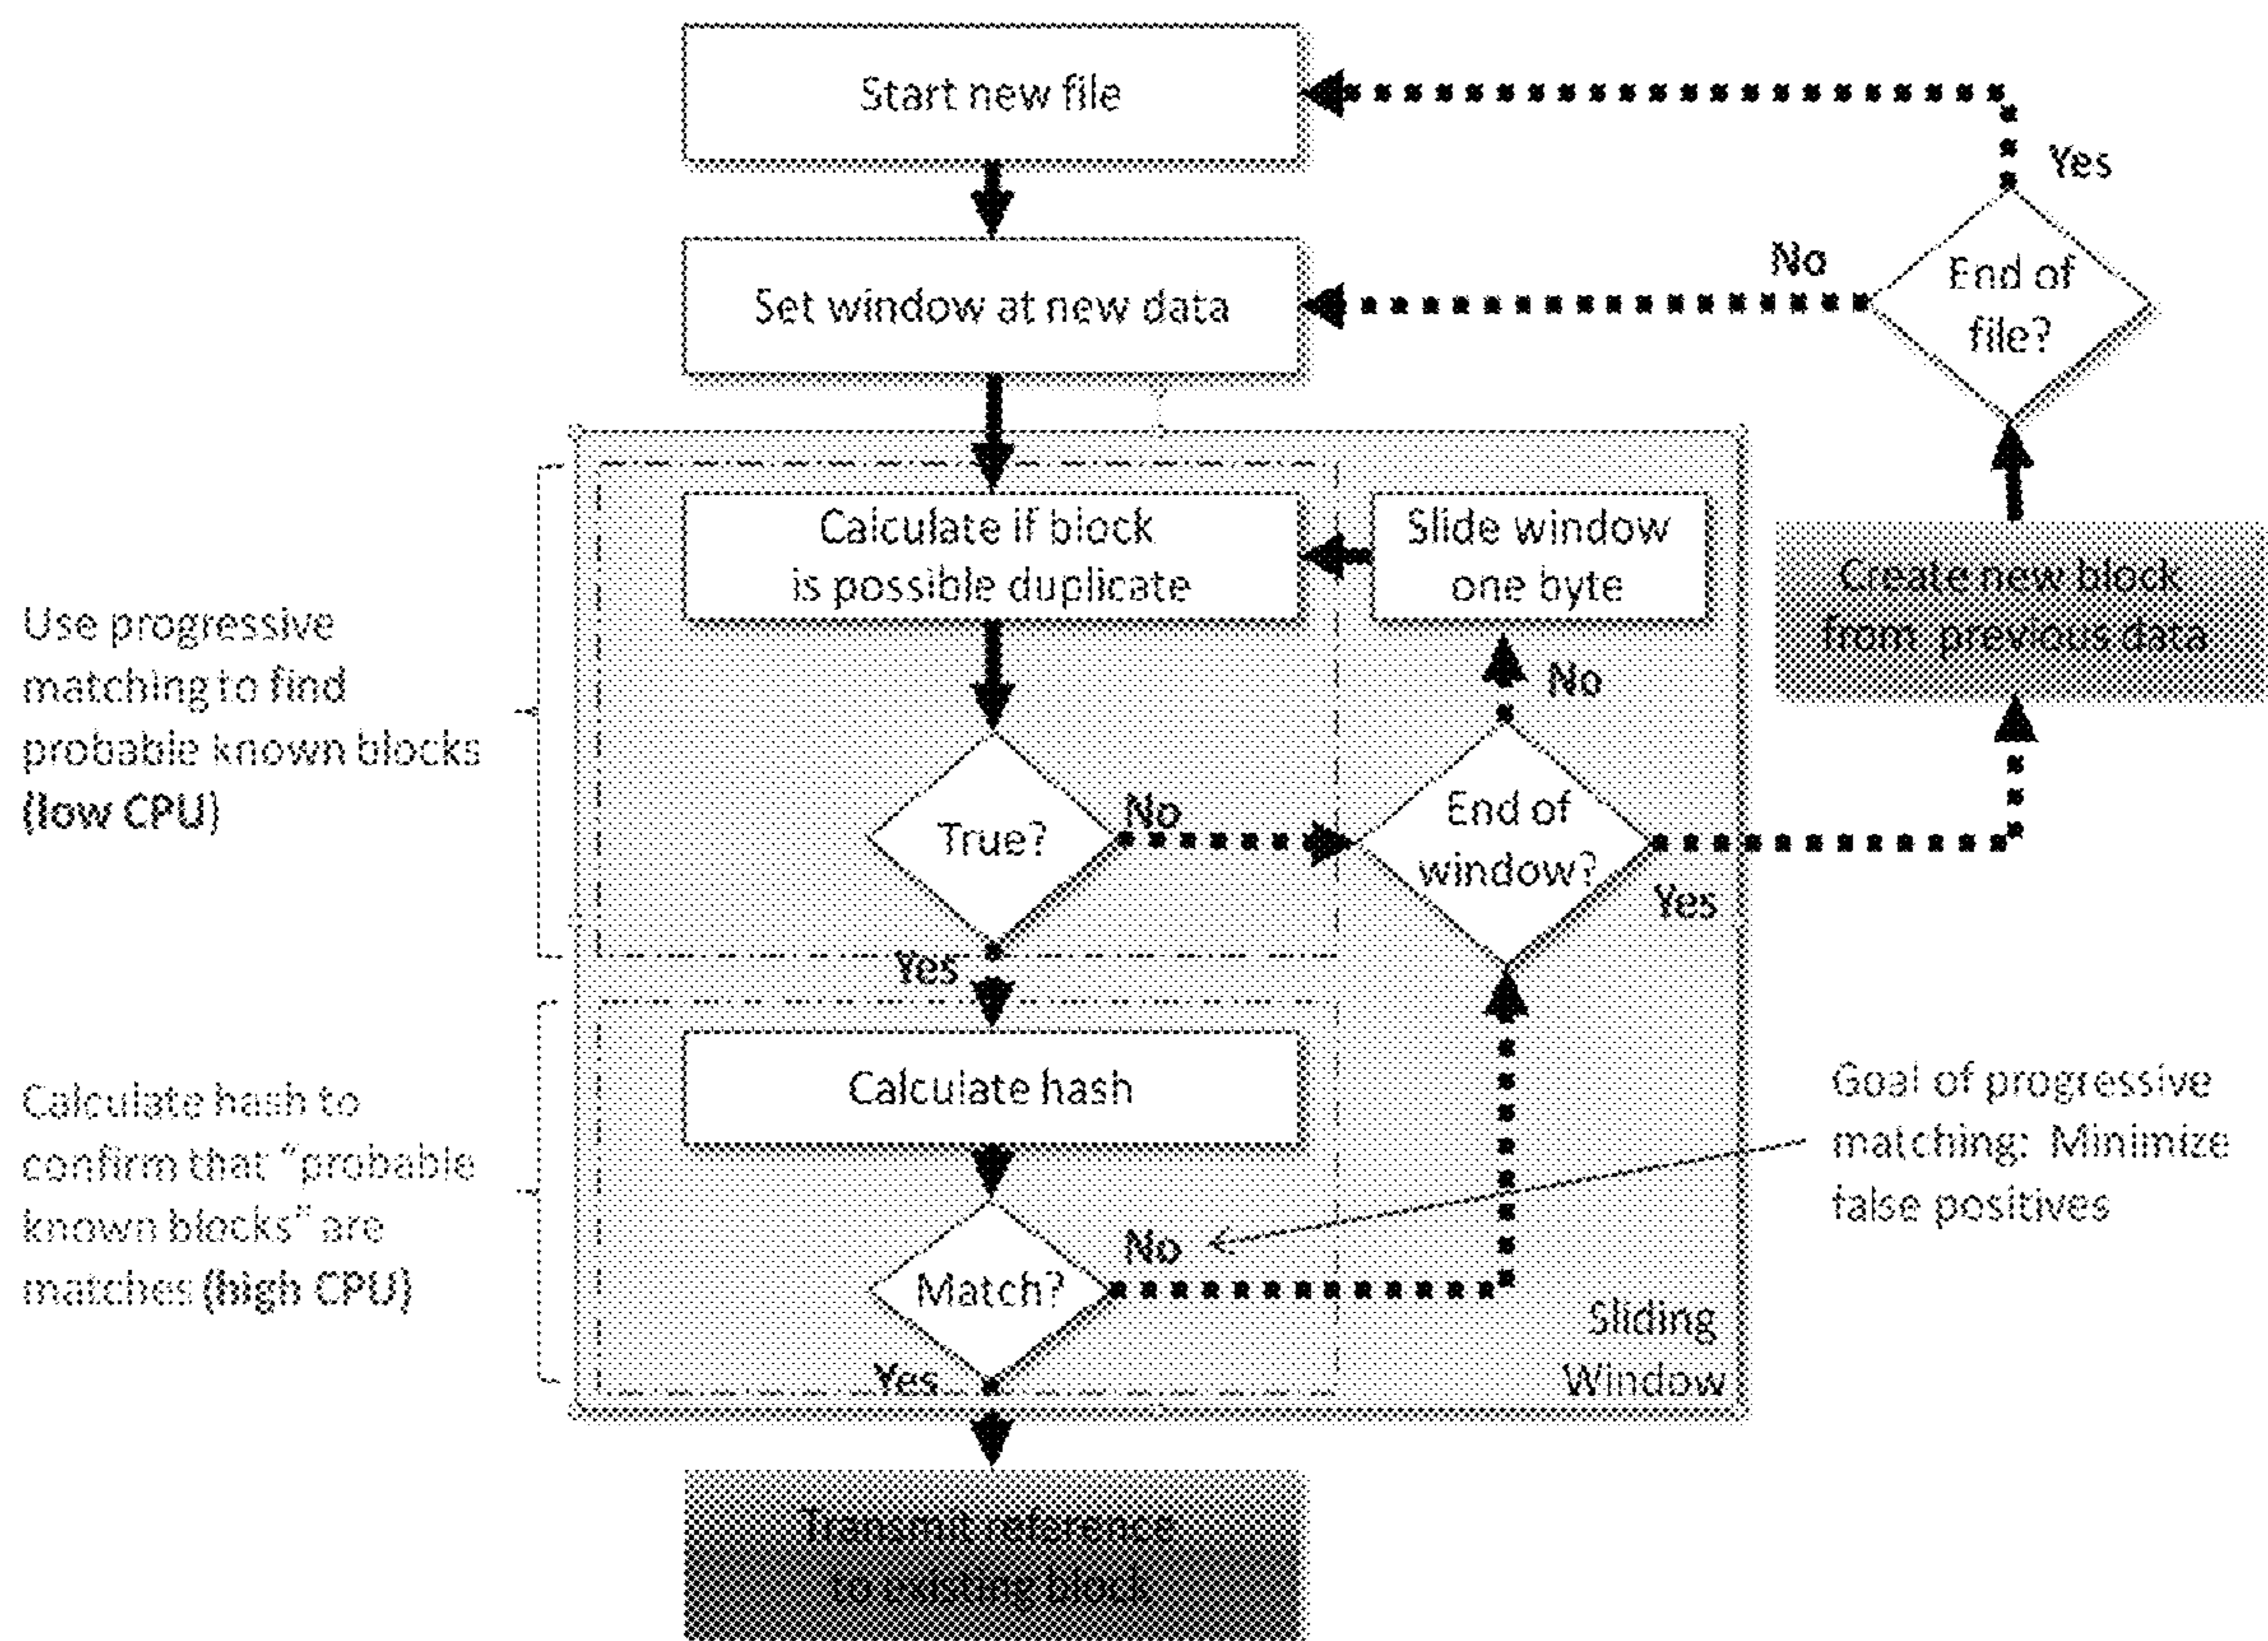 Start new file
Yes
Set window at new data
No
End of
file?
Calculate if block
is possible duplicate
Slide window
one byte
Create new block
from previous data
Use progressive
matching to find
probable known blocks
(low CPU)
No
True?
No
End of
window?
Yes
Yes
Calculate hash to
confirm that “probable
known blocks” are
matches (high CPU)
Calculate hash
Goal of progressive
matching: Minimize
false positives
No
Match?
Yes
Sliding
Window
Transmit reference
to existing block